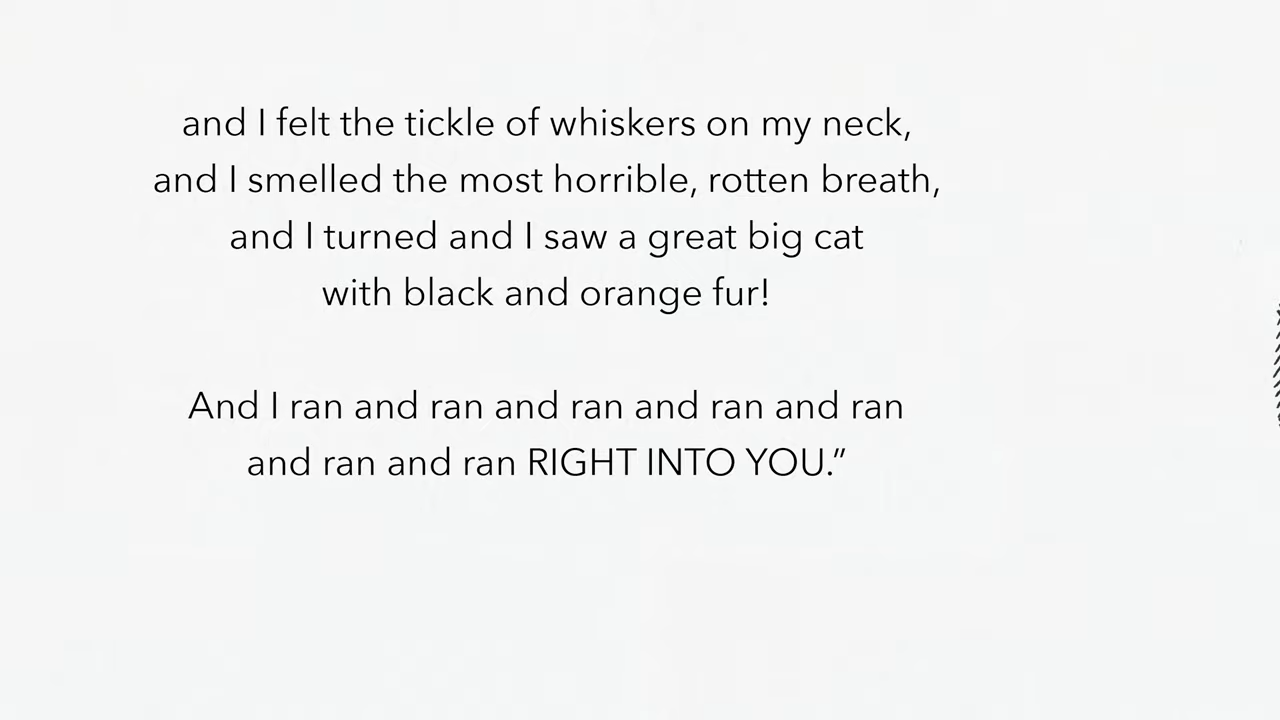 and I felt the tickle of whiskers on my neck,
and I smelled the most horrible, rotten breath,
and I turned and I saw a great big cat
with black and orange fur!
And I ran and ran and ran and ran and ran
and ran and ran RIGHT INTO YOU.”